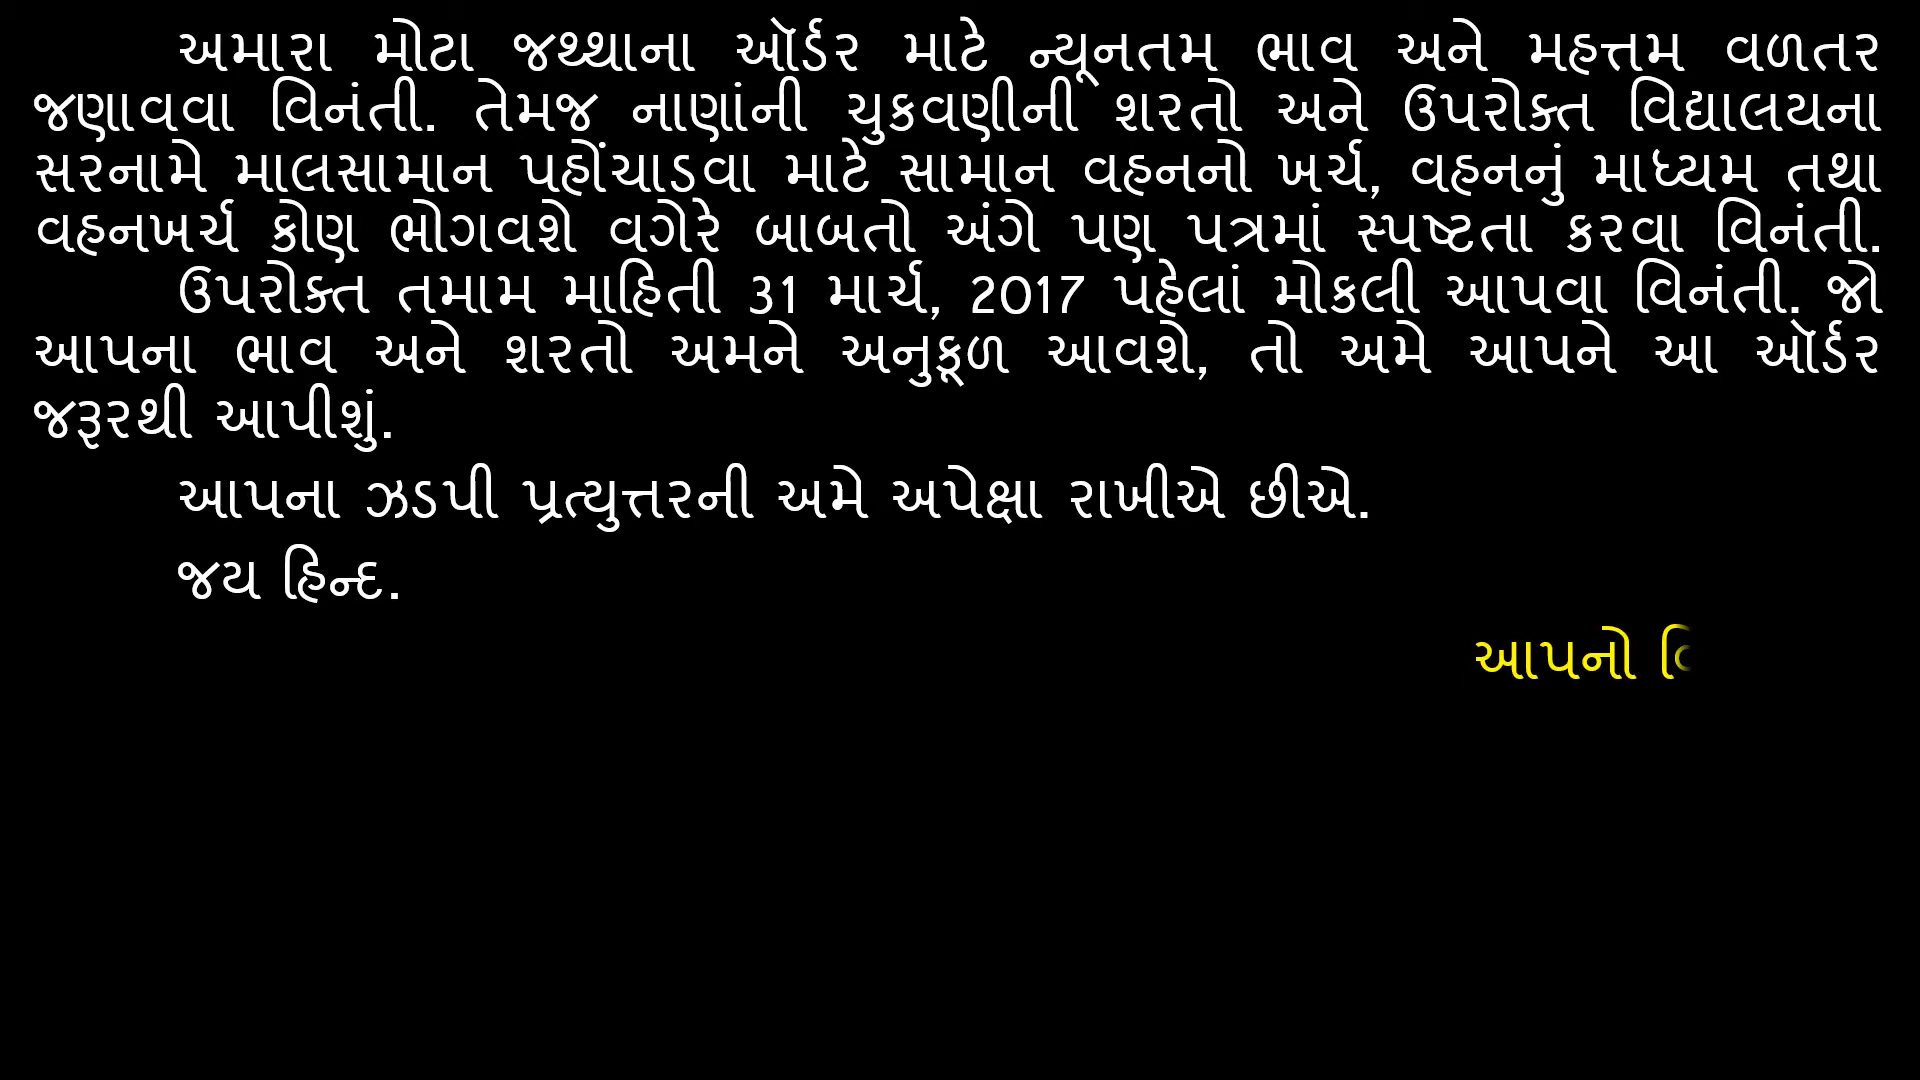 અમારા મોટા જથ્થાના ઑર્ડર માટે ન્યૂનતમ ભાવ અને મહત્તમ વળતર
જણાવવા વિનંતી. તેમજ નાણાંની ચુકવણીની શરતો અને ઉપરોક્ત વિદ્યાલયના
સરનામે માલસામાન પહોંચાડવા માટે સામાન વહનનો ખર્ચ, વહનનું માધ્યમ તથા
વહનખર્ચ કોણ ભોગવશે વગેરે બાબતો અંગે પણ પત્રમાં સ્પષ્ટતા કરવા વિનંતી.
ઉપરોક્ત તમામ માહિતી 31 માર્ચ, 2017 પહેલાં મોકલી આપવા વિનંતી. જો
આપના ભાવ અને શરતો અમને અનુકૂળ આવશે, તો અમે આપને આ ઑર્ડર
જરૂરથી આપીશું.
આપના ઝડપી પ્રત્યુત્તરની અમે અપેક્ષા રાખીએ છીએ.
જય હિન્દ.
આપનો